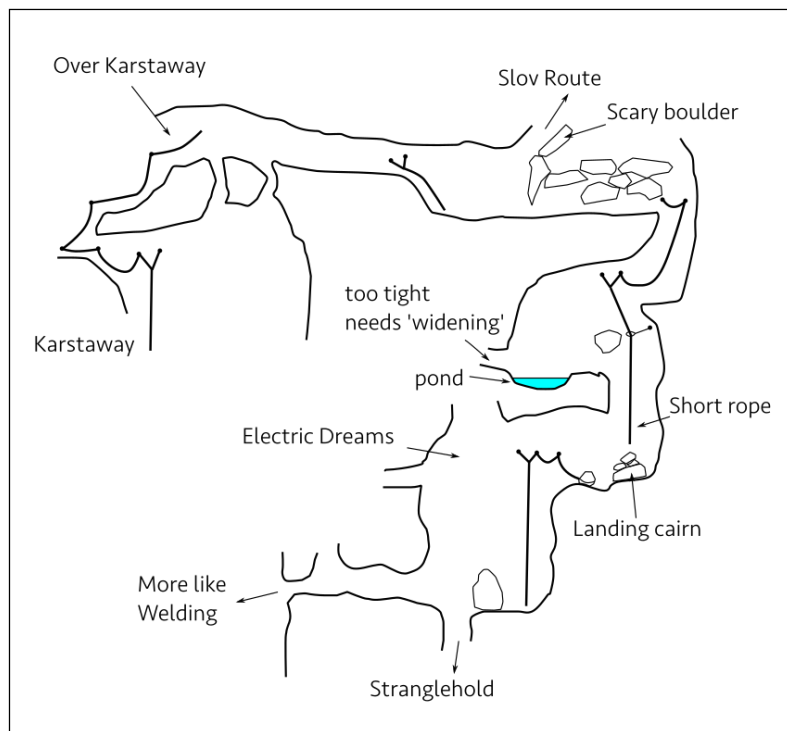 Over Karstaway
Slov Route
Scary boulder
too tight
needs 'widening'
Karstaway
pond
Short rope
Electric Dreams
Landing cairn
More like
Welding
Stranglehold